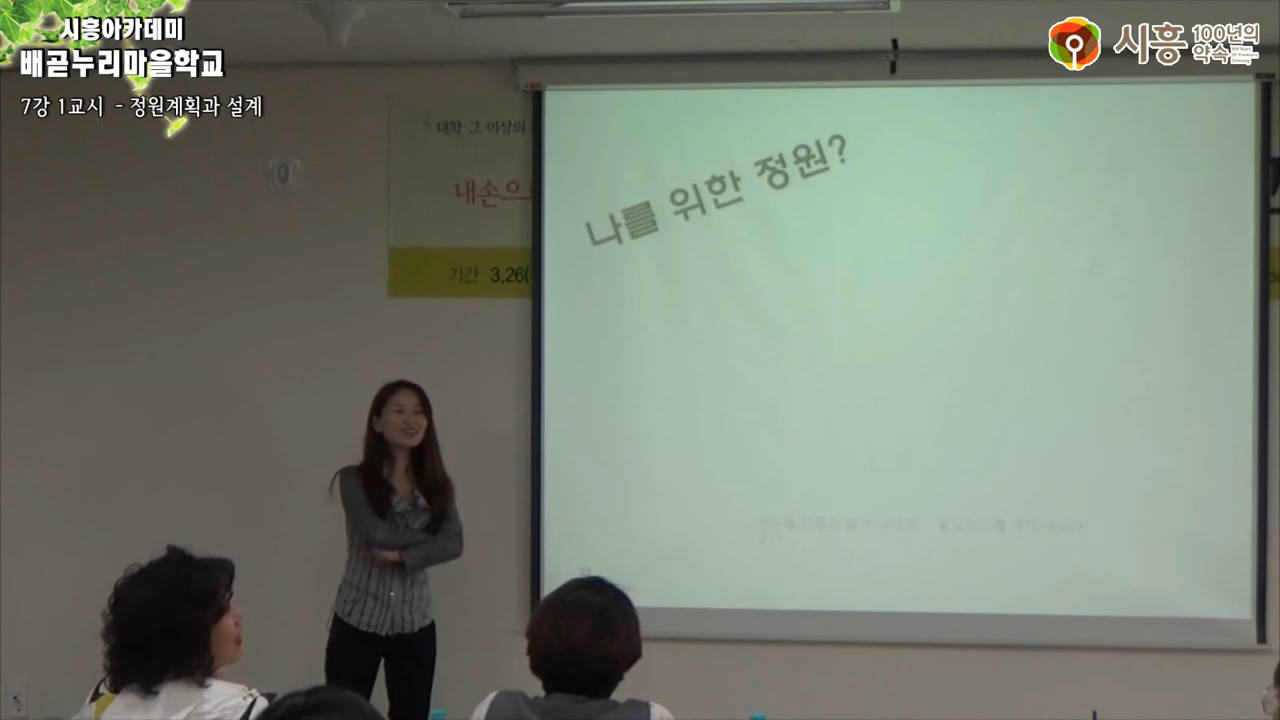 시흥아카데미
배곧누리마을학교
7강 1교시 - 정원계획과 설계
시흥 100년의
약속
대학 그 이상의
내손으로
기간 3.26(
나를 위한 정원?